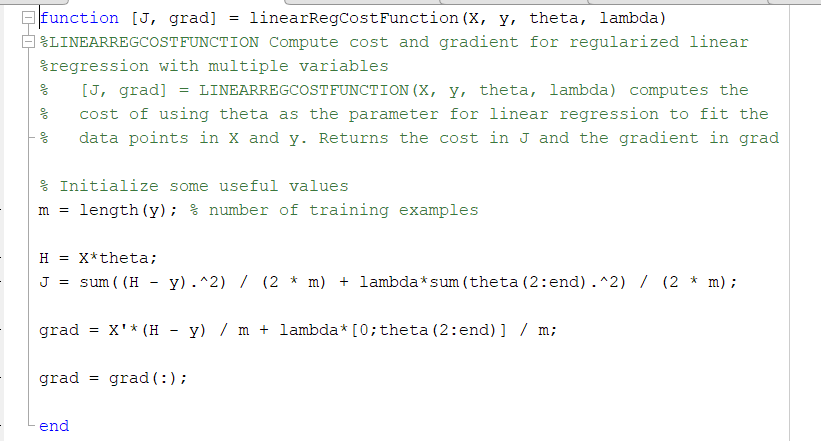 function [J, grad] = linearRegCostFunction(X, y, theta, lambda)
%LINEARREGCOSTFUNCTION Compute cost and gradient for regularized linear
%regression with multiple variables
%   [J, grad] = LINEARREGCOSTFUNCTION(X, y, theta, lambda) computes the
%   cost of using theta as the parameter for linear regression to fit the
%   data points in X and y. Returns the cost in J and the gradient in grad
% Initialize some useful values
m = length(y); % number of training examples
H = X*theta;
J = sum((H - y).^2) / (2 * m) + lambda*sum(theta(2:end).^2) / (2 * m);
grad = X'*(H - y) / m + lambda*[0;theta(2:end)] / m;
grad = grad(:);
end